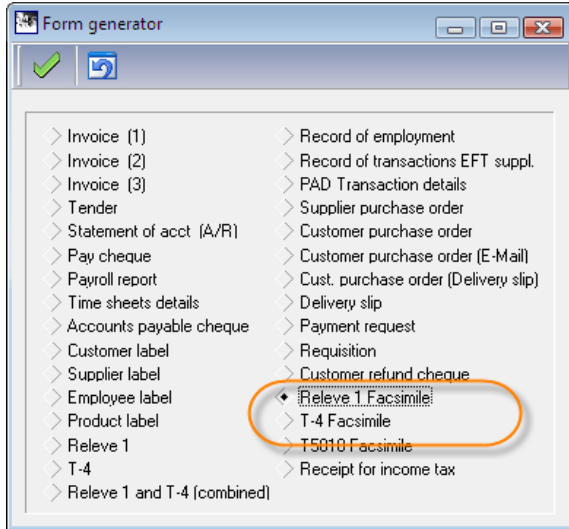 Form generator
Invoice (1)
Invoice (2)
Invoice (3)
Tender
Statement of acct (A/R)
Pay cheque
Payroll report
Time sheets details
Accounts payable cheque
Customer label
Supplier label
Employee label
Product label
Releve 1
T-4
Releve 1 and T-4 (combined)
Record of employment
Record of transactions EFT suppl.
PAD Transaction details
Supplier purchase order
Customer purchase order
Customer purchase order (E-Mail)
Cust. purchase order (Delivery slip)
Delivery slip
Payment request
Requisition
Customer refund cheque
Releve 1 Facsimile
T-4 Facsimile
T5018 Facsimile
Receipt for income tax